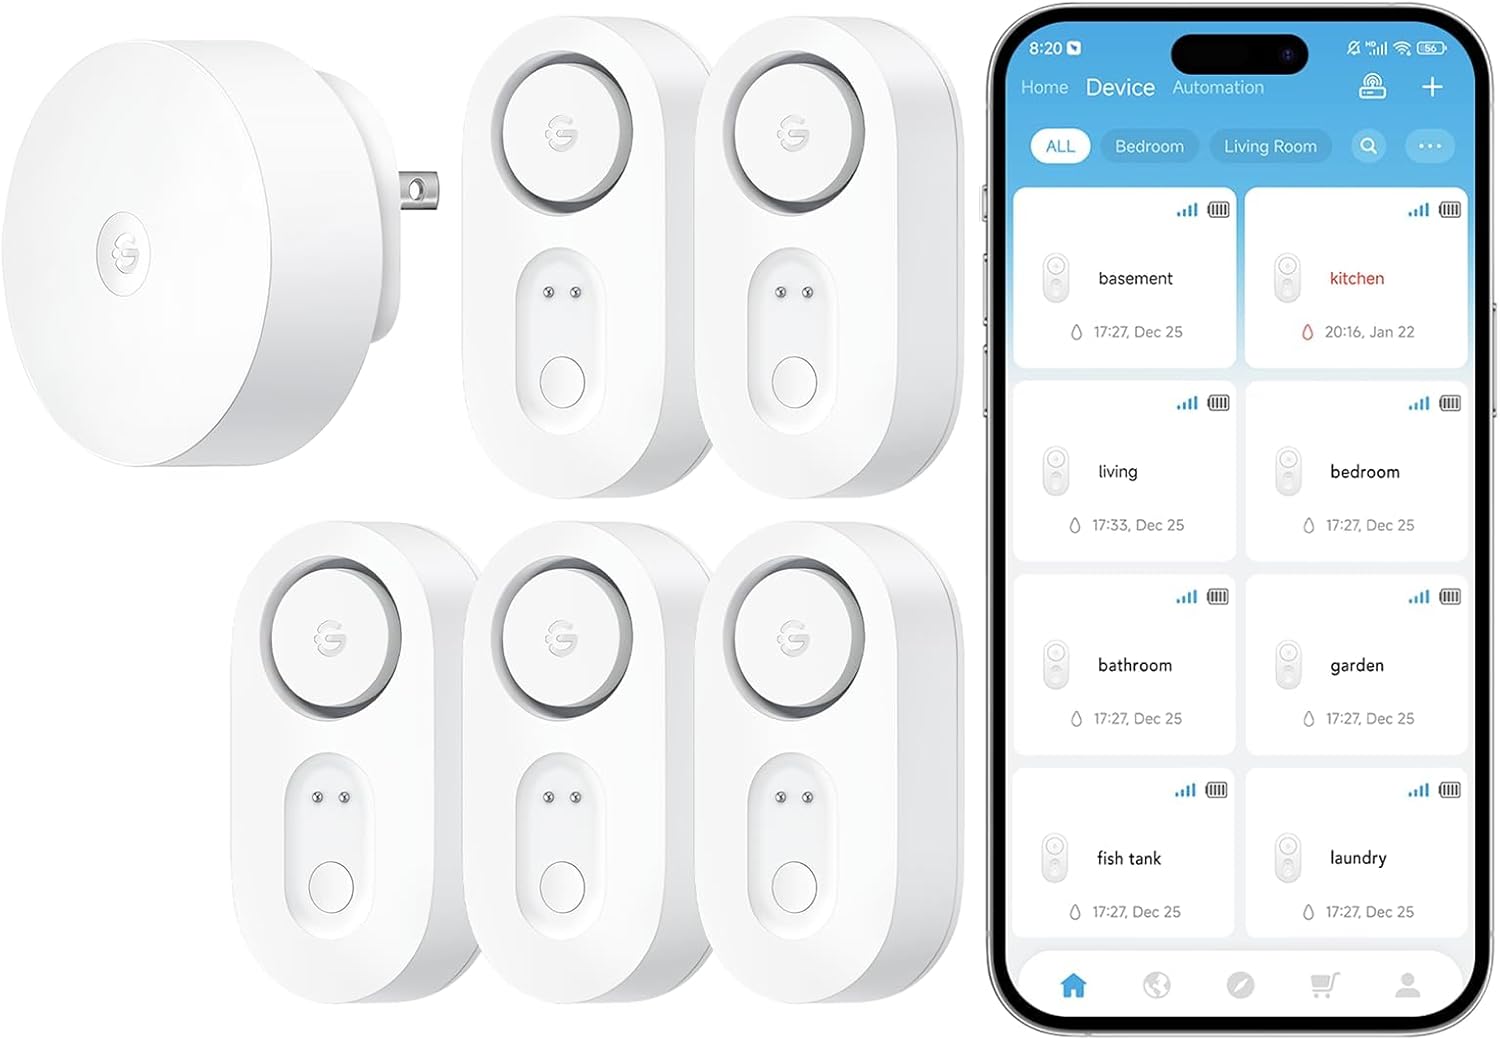 8:20
HD
56
Home Device Automation
ALL Bedroom Living Room
basement
17:27, Dec 25
kitchen
20:16, Jan 22
living
17:33, Dec 25
bedroom
17:27, Dec 25
bathroom
17:27, Dec 25
garden
17:27, Dec 25
fish tank
17:27, Dec 25
laundry
17:27, Dec 25